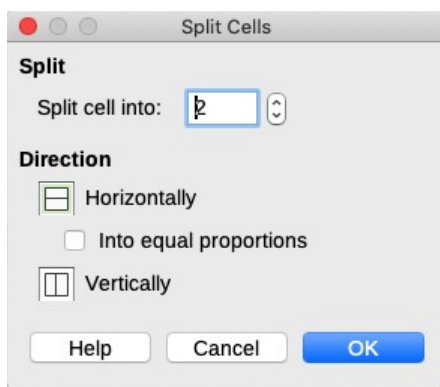 Split Cells
Split
Split cell into: 2
Direction
Horizontally
Into equal proportions
Vertically
Help Cancel OK